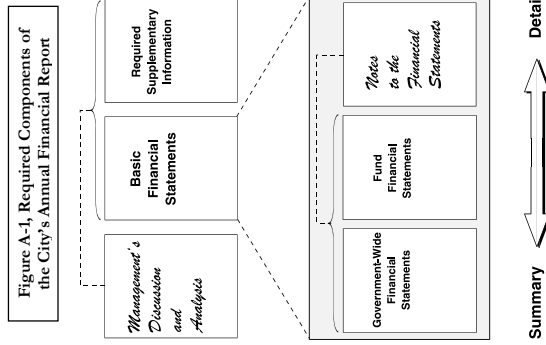 Figure A-1, Required Components of
the City's Annual Financial Report
Management's
Discussion
and
Analysis
Basic
Financial
Statements
Required
Supplementary
Information
Government-Wide
Financial
Statements
Fund
Financial
Statements
Notes
to the
Financial
Statements
Summary
Detail